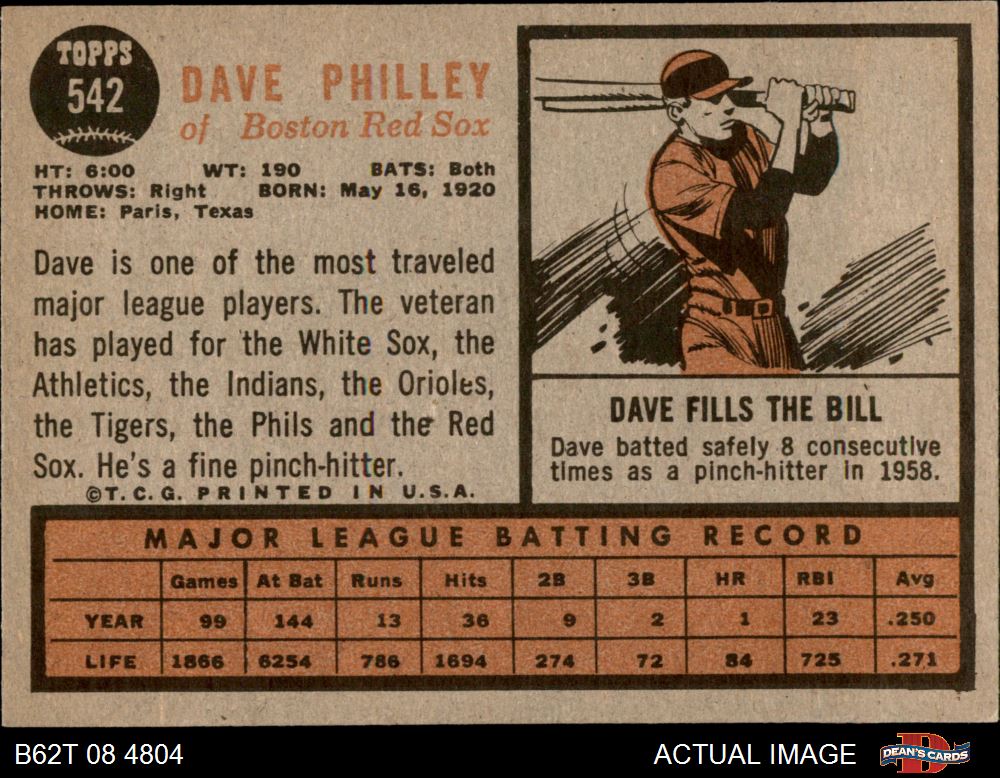 TOPPS
542
DAVE PHILLEY
of Boston Red Sox
HT: 6:00 WT: 190 BATS: Both
THROWS: Right BORN: May 16, 1920
HOME: Paris, Texas
Dave is one of the most traveled
major league players. The veteran
has played for the White Sox, the
Athletics, the Indians, the Orioles,
the Tigers, the Phils and the Red
Sox. He's a fine pinch-hitter.
©T.C.G. PRINTED IN U.S.A.
DAVE FILLS THE BILL
Dave batted safely 8 consecutive
times as a pinch-hitter in 1958.
MAJOR LEAGUE BATTING RECORD
Games At Bat Runs Hits 2B 3B HR RBI Avg
YEAR 99 144 13 36 9 2 1 23 .250
LIFE 1866 6254 786 1694 274 72 84 725 .271
B62T 08 4804 ACTUAL IMAGE DEAN'S CARDS